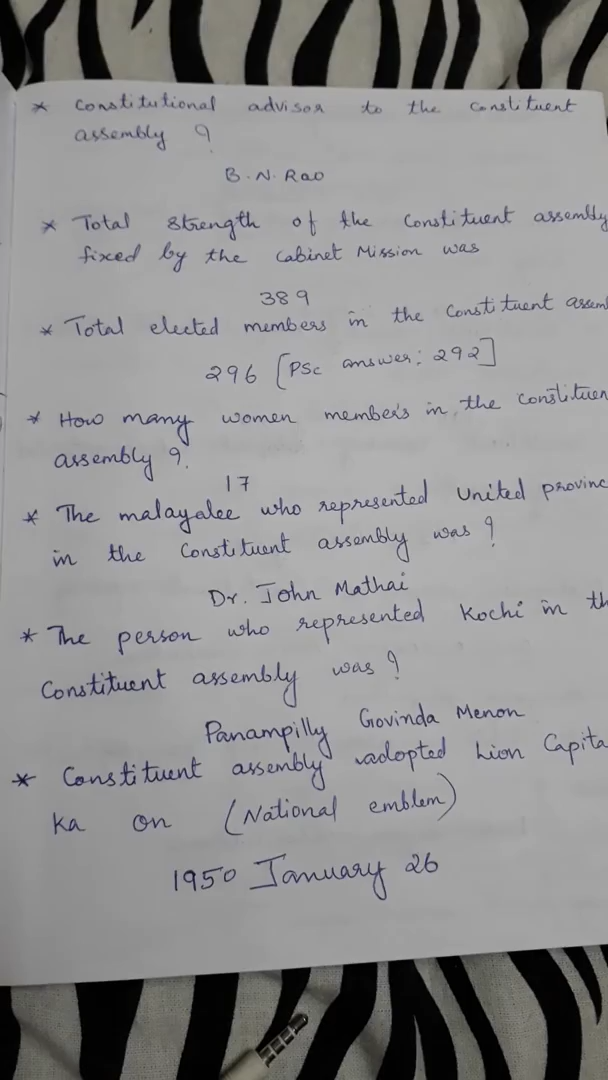 * Constitutional advisor to the Constituent
assembly ?
B.N. Rao
* Total strength of the Constituent assembly
fixed by the Cabinet Mission was
389
* Total elected members in the Constituent assem
296 [PSC answer: 292]
* How many women members in the Constituen
assembly ?
17
* The malayalee who represented United provinc
in the Constituent assembly was ?
Dr. John Mathai
* The person who represented Kochi in th
Constituent assembly was ?
Panampilly Govinda Menon
* Constituent assembly adopted Lion Capita
ka on (National emblem)
1950 January 26